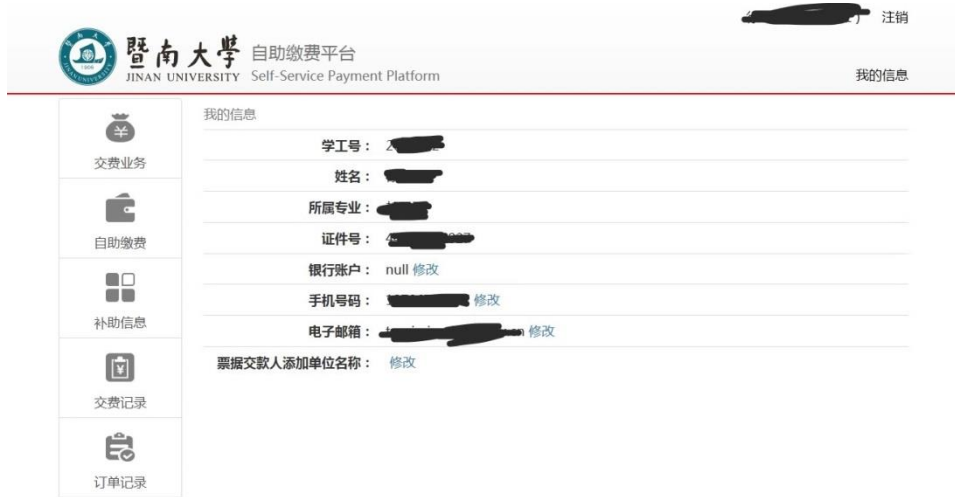 注销
暨南大學
JINAN UNIVERSITY
自助缴费平台
Self-Service Payment Platform
我的信息
交费业务
自助缴费
补助信息
交费记录
订单记录
我的信息
学工号：
姓名：
所属专业：
证件号：
银行账户： null 修改
手机号码： 修改
电子邮箱： 修改
票据交款人添加单位名称： 修改